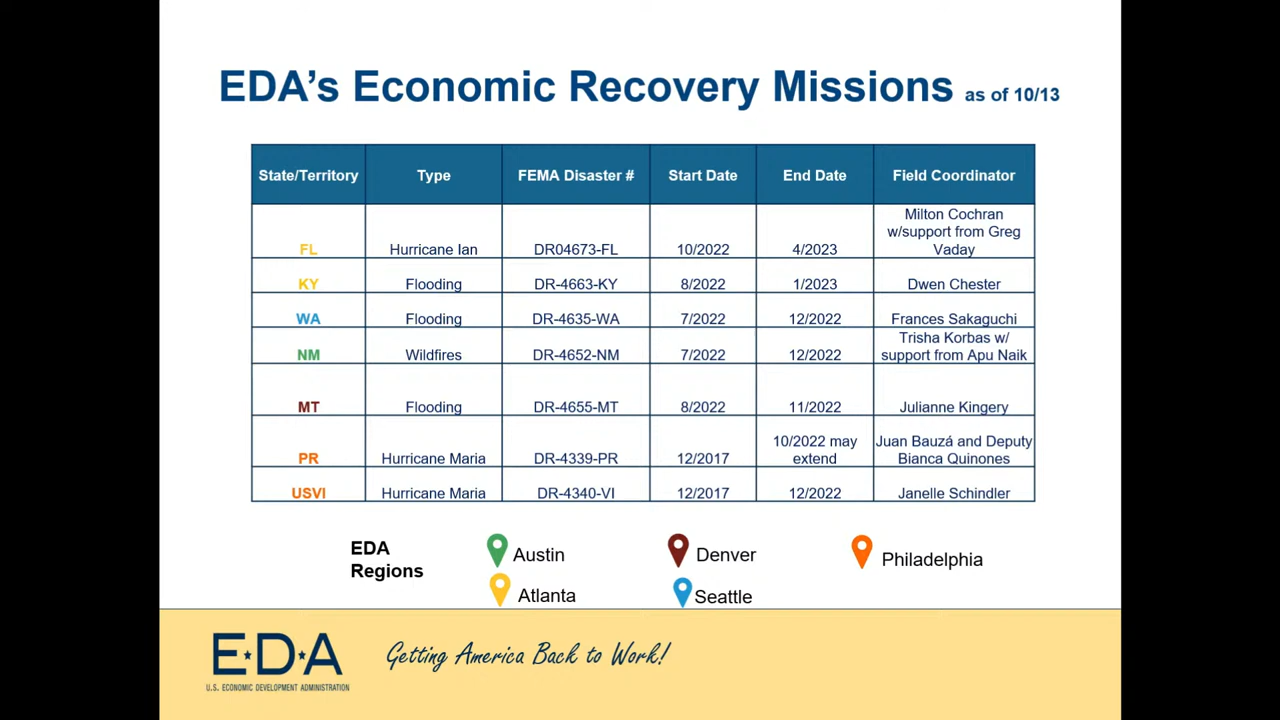 EDA's Economic Recovery Missions as of 10/13
State/Territory Type FEMA Disaster # Start Date End Date Field Coordinator
Milton Cochran
w/support from Greg
FL Hurricane Ian DR04673-FL 10/2022 4/2023 Vaday
KY Flooding DR-4663-KY 8/2022 1/2023 Dwen Chester
WA Flooding DR-4635-WA 7/2022 12/2022 Frances Sakaguchi
Trisha Korbas w/
NM Wildfires DR-4652-NM 7/2022 12/2022 support from Apu Naik
MT Flooding DR-4655-MT 8/2022 11/2022 Julianne Kingery
10/2022 may Juan Bauzá and Deputy
PR Hurricane Maria DR-4339-PR 12/2017 extend Bianca Quinones
USVI Hurricane Maria DR-4340-VI 12/2017 12/2022 Janelle Schindler
EDA
Regions
Austin Denver Philadelphia
Atlanta Seattle
EDA
U.S. ECONOMIC DEVELOPMENT ADMINISTRATION
Getting America Back to Work!